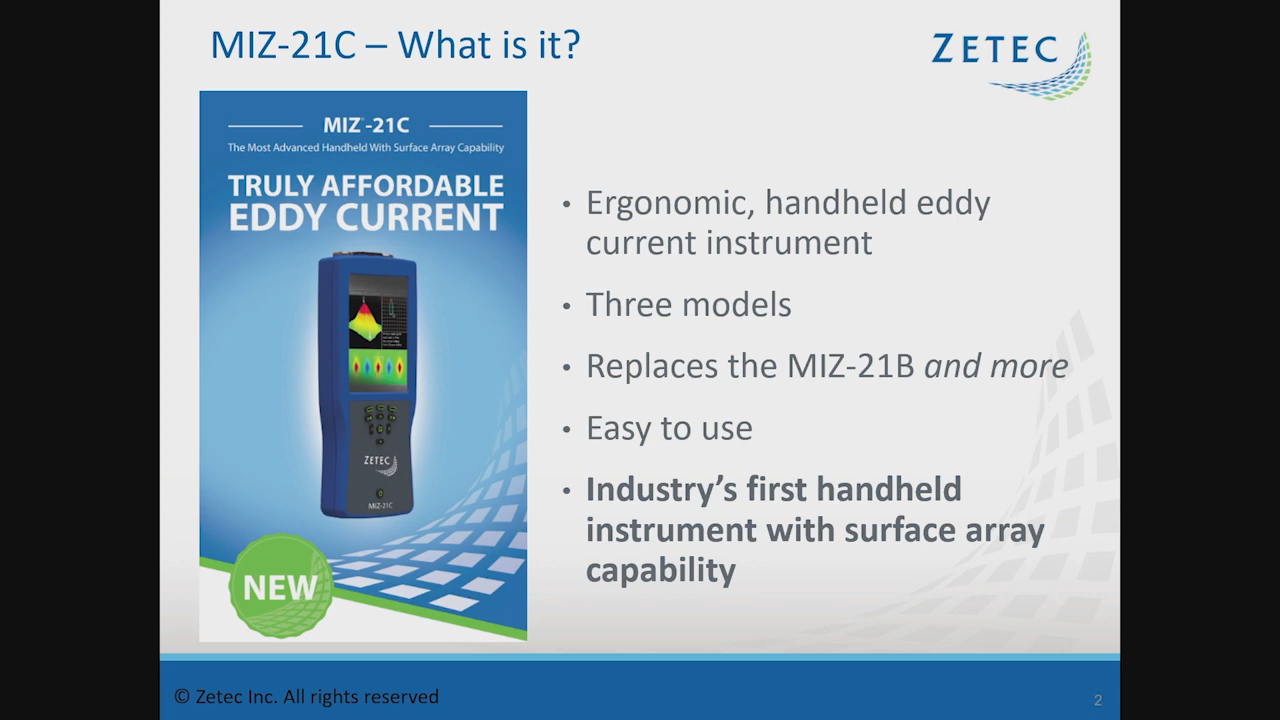 MIZ-21C – What is it?
ZETEC
MIZ®-21C
The Most Advanced Handheld With Surface Array Capability
TRULY AFFORDABLE
EDDY CURRENT
ZETEC
MIZ-21C
NEW
• Ergonomic, handheld eddy
current instrument
• Three models
• Replaces the MIZ-21B and more
• Easy to use
• Industry’s first handheld
instrument with surface array
capability
© Zetec Inc. All rights reserved
2